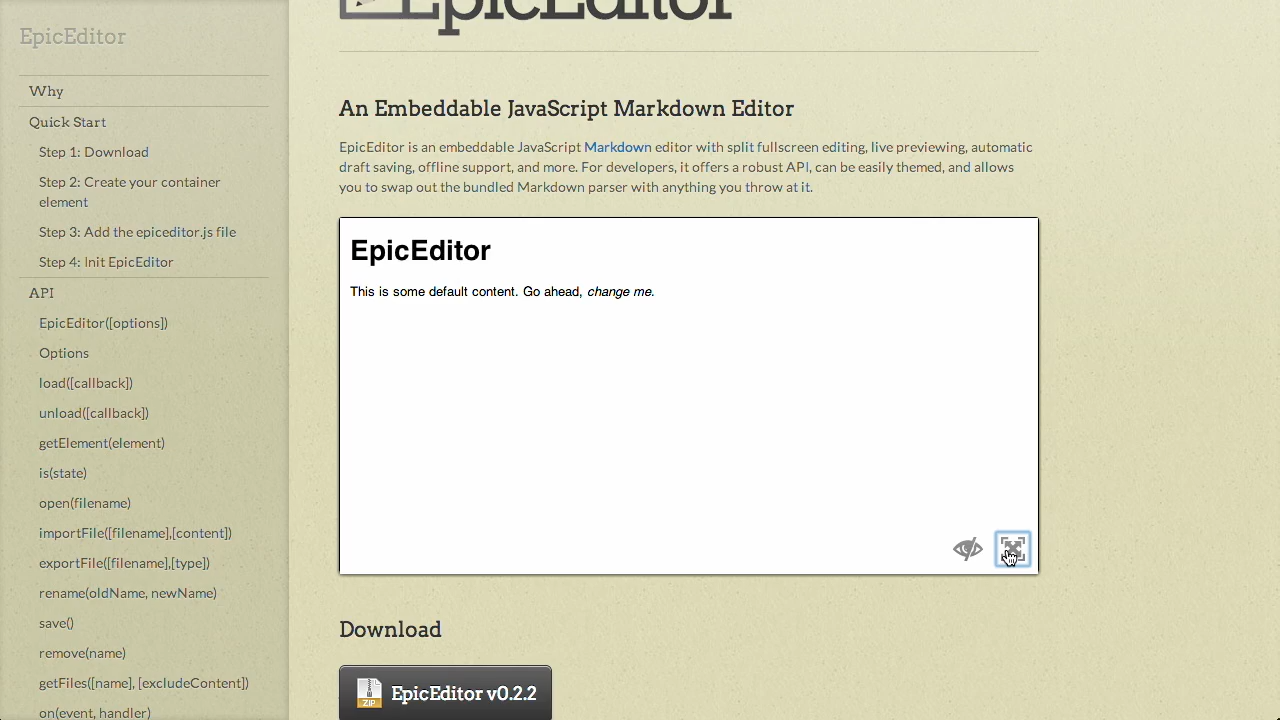 EpicEditor
Why
Quick Start
Step 1: Download
Step 2: Create your container
element
Step 3: Add the epiceditor.js file
Step 4: Init EpicEditor
API
EpicEditor([options])
Options
load([callback])
unload([callback])
getElement(element)
is(state)
open(filename)
importFile([filename],[content])
exportFile([filename],[type])
rename(oldName, newName)
save()
remove(name)
getFiles([name], [excludeContent])
on(event, handler)
EpicEditor
An Embeddable JavaScript Markdown Editor
EpicEditor is an embeddable JavaScript Markdown editor with split fullscreen editing, live previewing, automatic
draft saving, offline support, and more. For developers, it offers a robust API, can be easily themed, and allows
you to swap out the bundled Markdown parser with anything you throw at it.
EpicEditor
This is some default content. Go ahead, change me.
Download
ZIP
EpicEditor v0.2.2